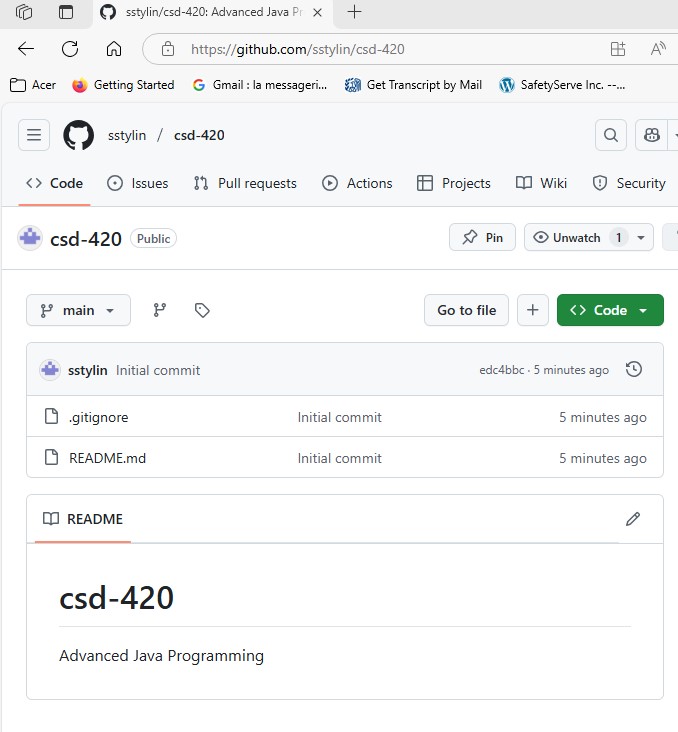 sstylin/csd-420: Advanced Java Pr
https://github.com/sstylin/csd-420
Acer Getting Started Gmail : la messageri... Get Transcript by Mail SafetyServe Inc. --...
sstylin / csd-420
Code Issues Pull requests Actions Projects Wiki Security
csd-420 Public Pin Unwatch 1
main Go to file Code
sstylin Initial commit edc4bbc · 5 minutes ago
.gitignore Initial commit 5 minutes ago
README.md Initial commit 5 minutes ago
README
csd-420
Advanced Java Programming